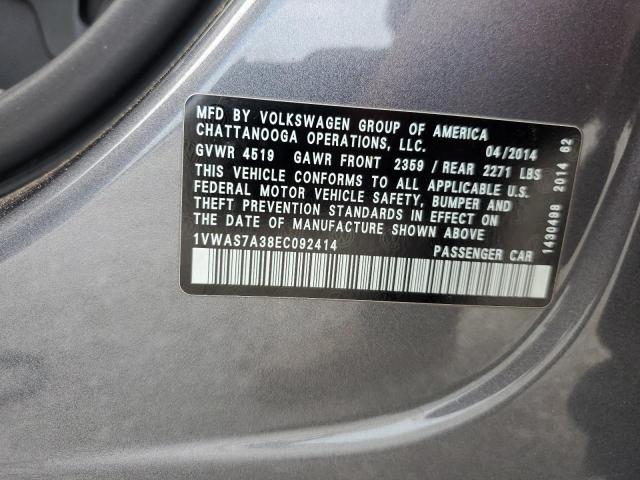 MFD BY VOLKSWAGEN GROUP OF AMERICA
CHATTANOOGA OPERATIONS, LLC. 04/2014
GVWR 4519 GAWR FRONT 2359 / REAR 2271 LBS
THIS VEHICLE CONFORMS TO ALL APPLICABLE U.S.
FEDERAL MOTOR VEHICLE SAFETY, BUMPER AND
THEFT PREVENTION STANDARDS IN EFFECT ON
THE DATE OF MANUFACTURE SHOWN ABOVE
1VWAS7A38EC092414 PASSENGER CAR
1430498 2014 62